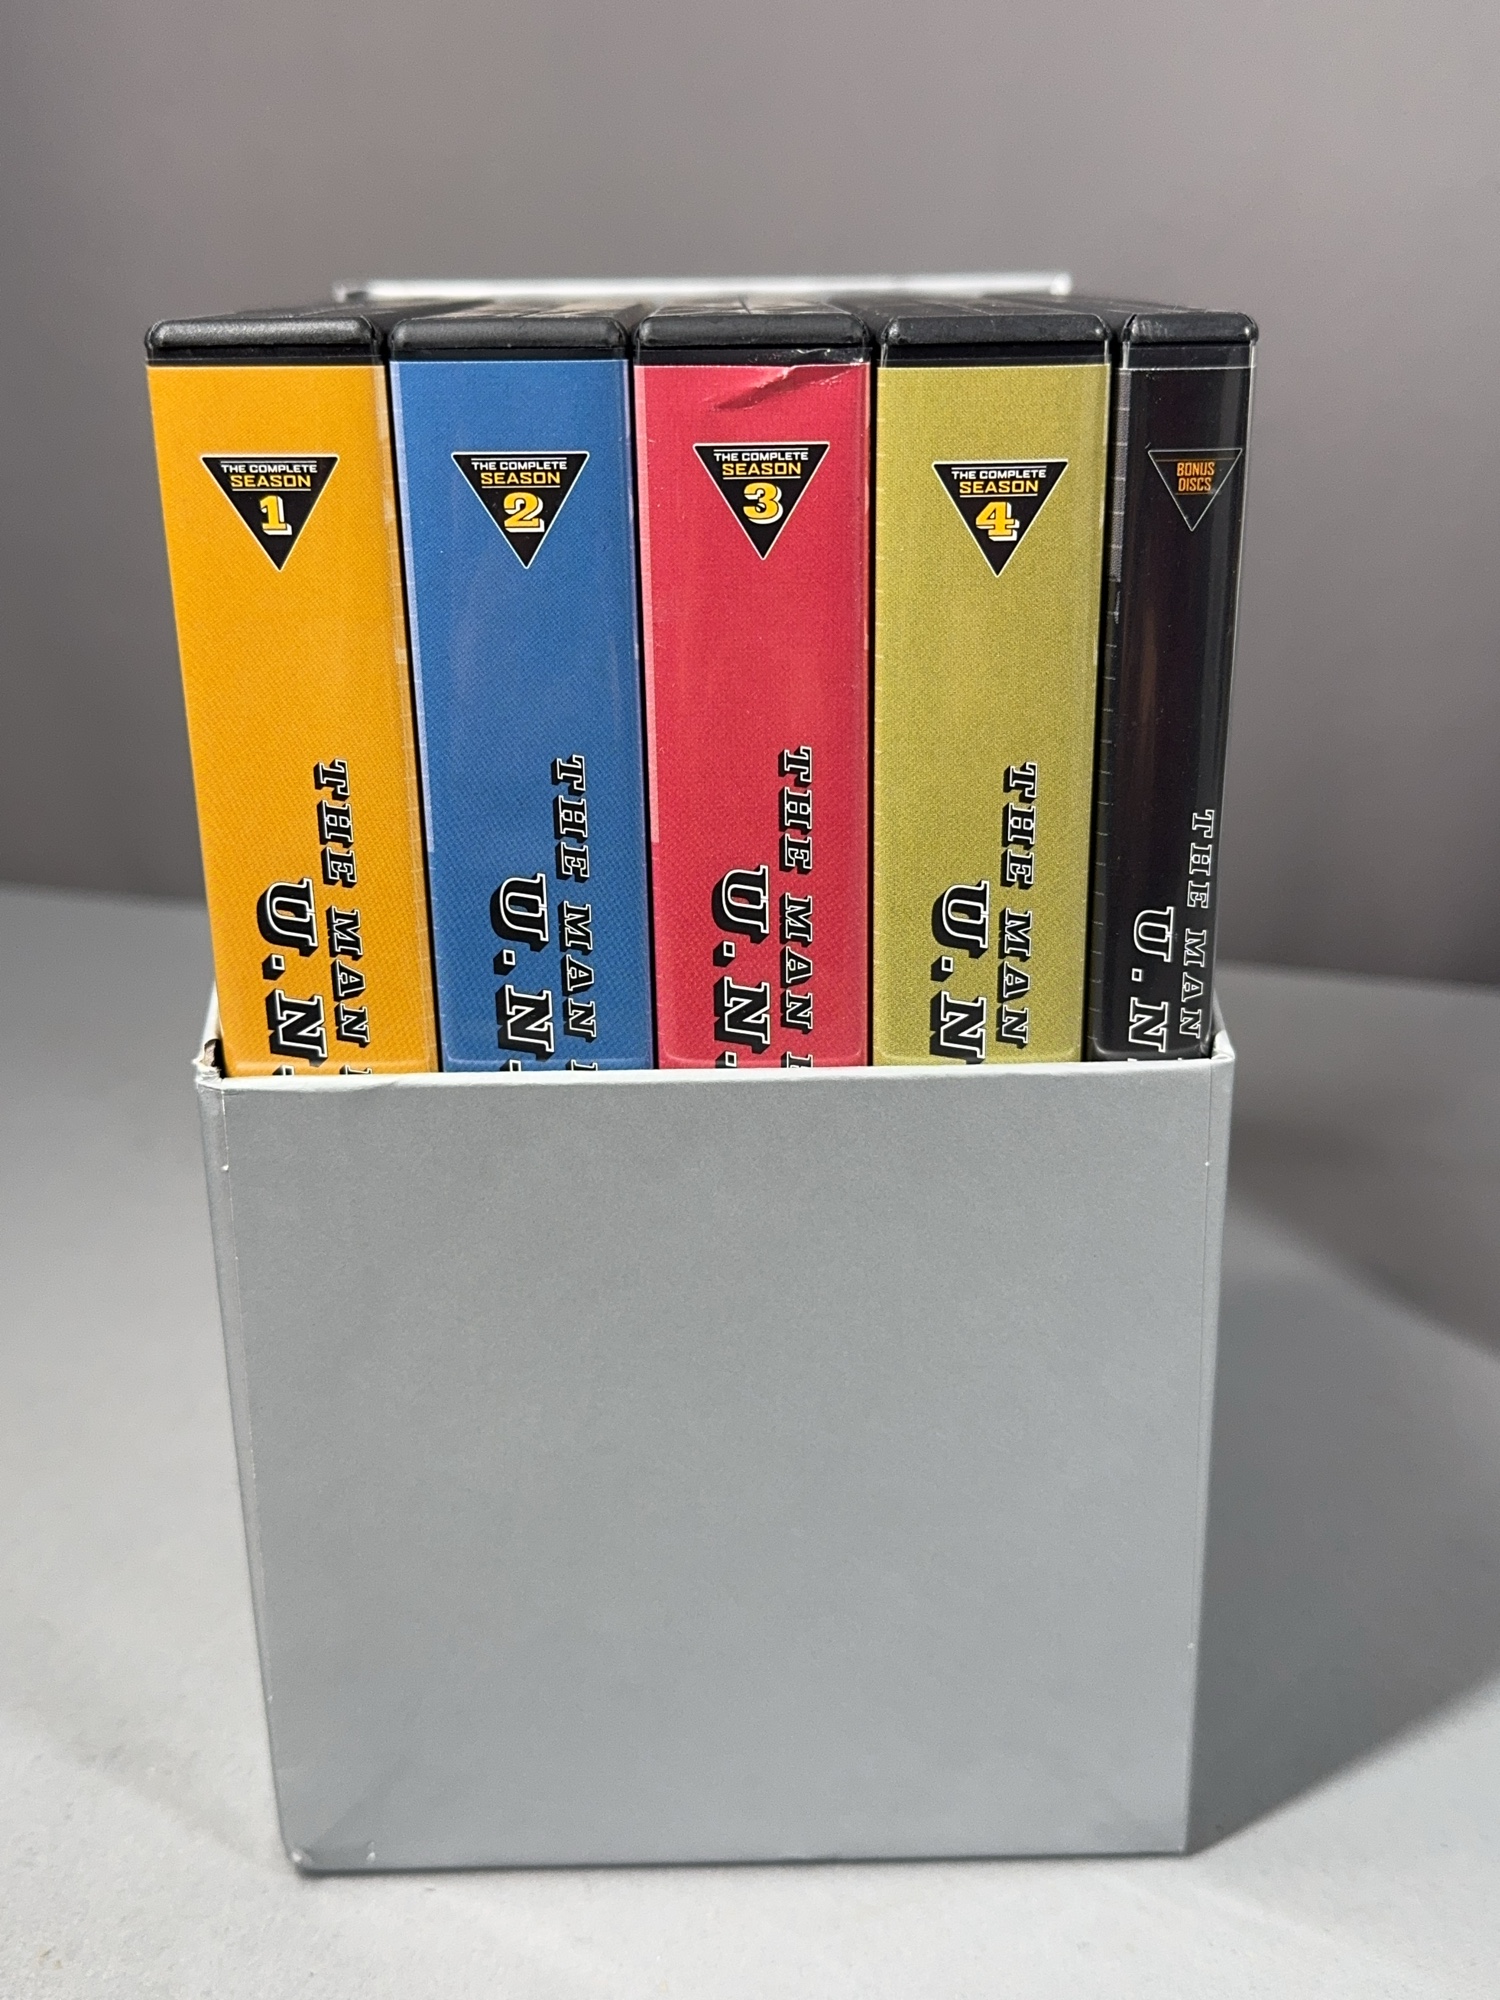 THE COMPLETE
SEASON
1
THE MAN
U.N.
THE COMPLETE
SEASON
2
THE MAN
U.N.
THE COMPLETE
SEASON
3
THE MAN
U.N.
THE COMPLETE
SEASON
4
THE MAN
U.N
BONUS
DISCS
THE MAN
U.N